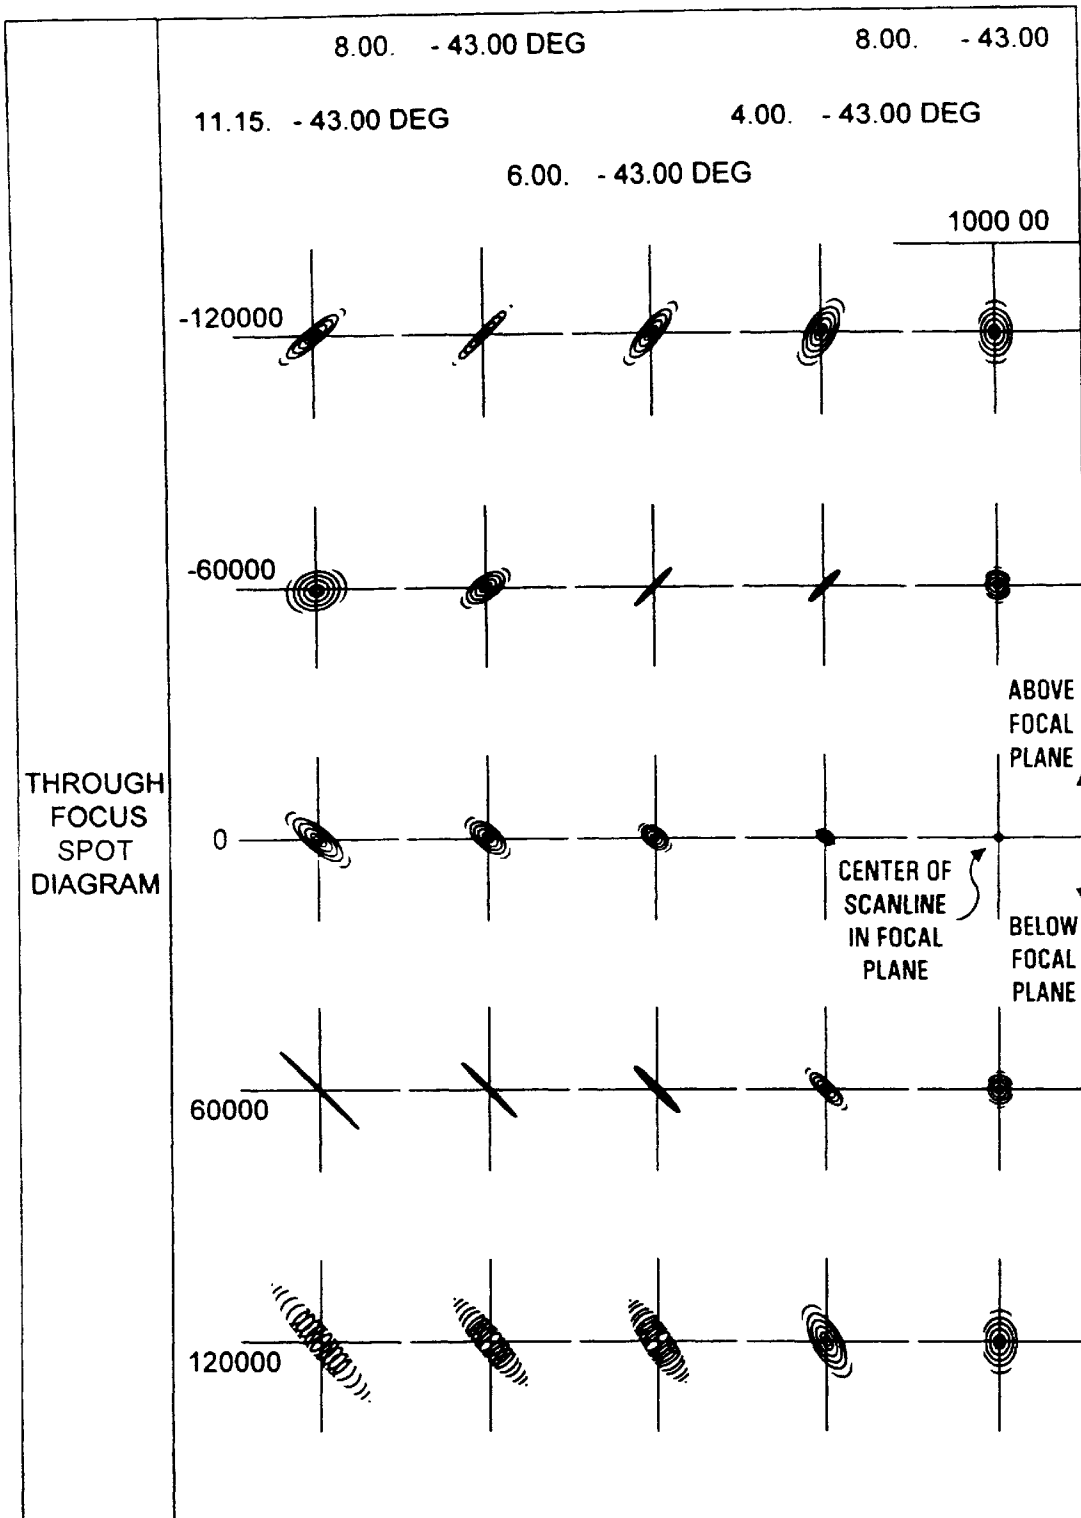 8.00. - 43.00 DEG
8.00. - 43.00
11.15. - 43.00 DEG
4.00. - 43.00 DEG
6.00. - 43.00 DEG
1000 00
-120000
-60000
ABOVE
FOCAL
PLANE
THROUGH
FOCUS
SPOT
DIAGRAM
0
CENTER OF
SCANLINE
IN FOCAL
PLANE
BELOW
FOCAL
PLANE
60000
120000